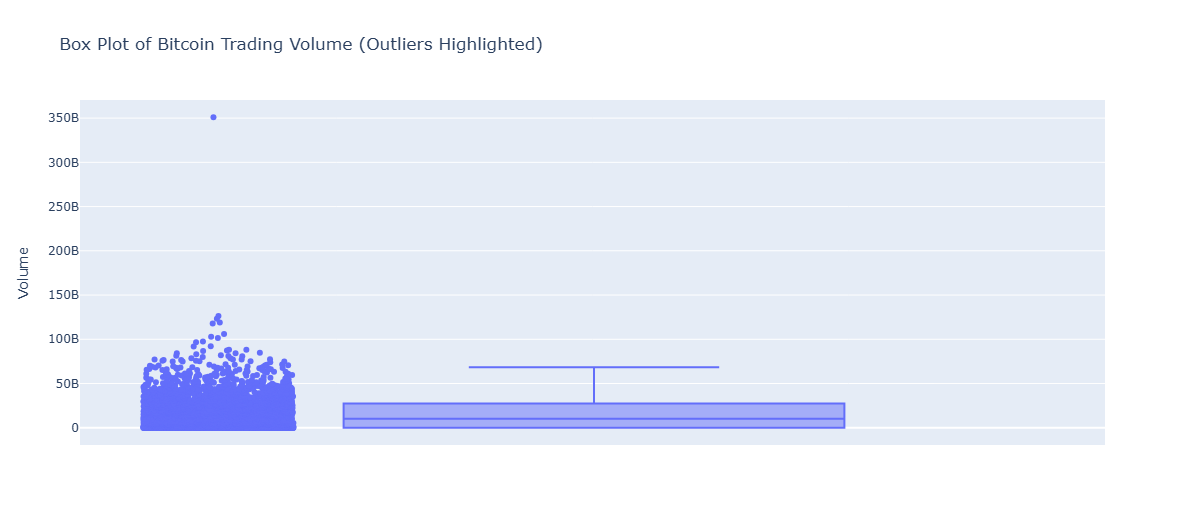 Box Plot of Bitcoin Trading Volume (Outliers Highlighted)
350B
300B
250B
200B
150B
100B
50B
0
Volume